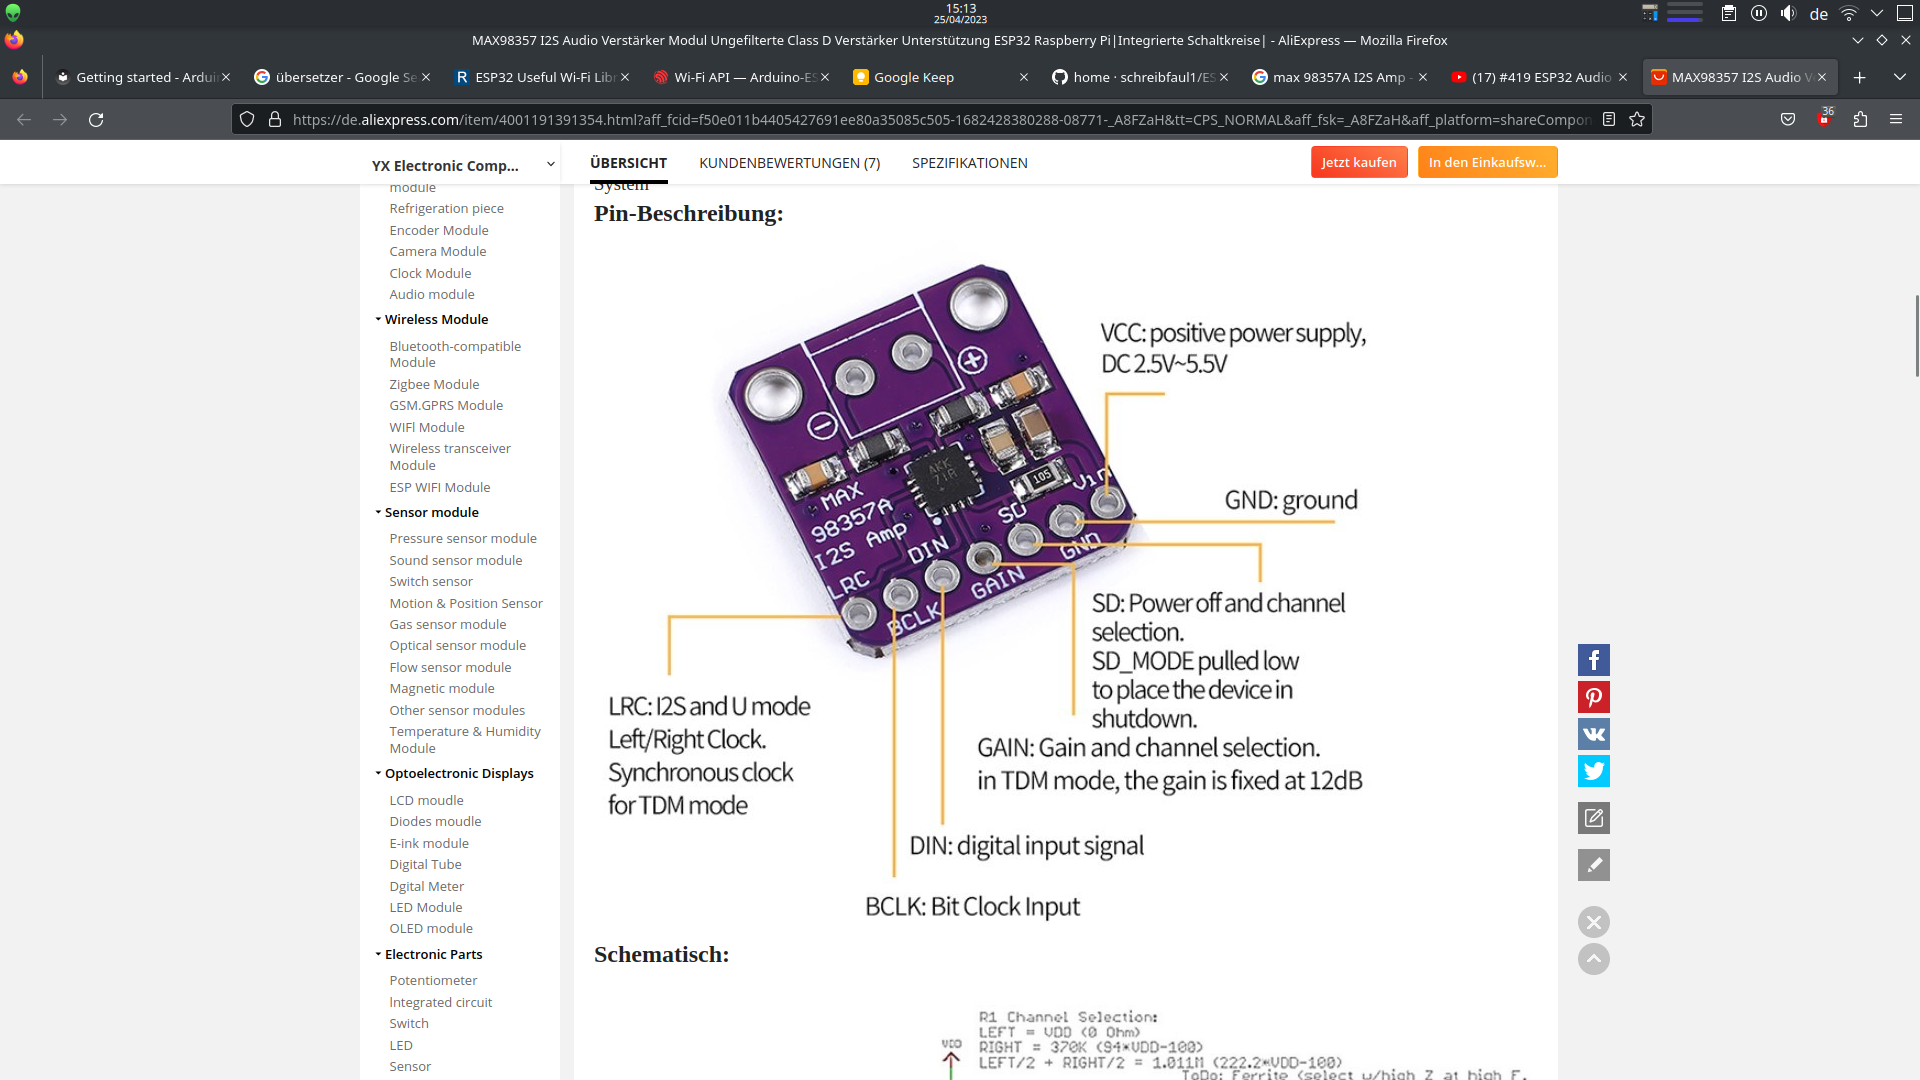 15:13
25/04/2023
de
MAX98357 I2S Audio Verstärker Modul Ungefilterte Class D Verstärker Unterstützung ESP32 Raspberry Pi|Integrierte Schaltkreise| - AliExpress — Mozilla Firefox
Getting started - Ardui
übersetzer - Google Se
ESP32 Useful Wi-Fi Libr
Wi-Fi API — Arduino-ES
Google Keep
home · schreibfaul1/ES
max 98357A I2S Amp -
(17) #419 ESP32 Audio
MAX98357 I2S Audio V
https://de.aliexpress.com/item/4001191391354.html?aff_fcid=f50e011b4405427691ee80a35085c505-1682428380288-08771-_A8FZaH&tt=CPS_NORMAL&aff_fsk=_A8FZaH&aff_platform=shareCompon
36
YX Electronic Comp...
ÜBERSICHT
KUNDENBEWERTUNGEN (7)
SPEZIFIKATIONEN
Jetzt kaufen
In den Einkaufsw...
module
Refrigeration piece
Encoder Module
Camera Module
Clock Module
Audio module
Wireless Module
Bluetooth-compatible
Module
Zigbee Module
GSM.GPRS Module
WIFI Module
Wireless transceiver
Module
ESP WIFI Module
Sensor module
Pressure sensor module
Sound sensor module
Switch sensor
Motion & Position Sensor
Gas sensor module
Optical sensor module
Flow sensor module
Magnetic module
Other sensor modules
Temperature & Humidity
Module
Optoelectronic Displays
LCD moudle
Diodes moudle
E-ink module
Digital Tube
Dgital Meter
LED Module
OLED module
Electronic Parts
Potentiometer
lntegrated circuit
Switch
LED
Sensor
System
Pin-Beschreibung:
VCC: positive power supply,
DC 2.5V~5.5V
GND: ground
SD: Power off and channel
selection.
SD_MODE pulled low
to place the device in
shutdown.
GAIN: Gain and channel selection.
in TDM mode, the gain is fixed at 12dB
LRC: I2S and U mode
Left/Right Clock.
Synchronous clock
for TDM mode
DIN: digital input signal
BCLK: Bit Clock Input
AKK
71R
105
MAX
98357A
I2S Amp
LRC
BCLK
DIN
GAIN
SD
GND
Vin
Schematisch:
VDD
R1 Channel Selection:
LEFT = VDD (0 Ohm)
RIGHT = 370K (94*VDD-100)
LEFT/2 + RIGHT/2 = 1.011M (222.2*VDD-100)
ToDo: Ferrite (select w/high Z at high F.